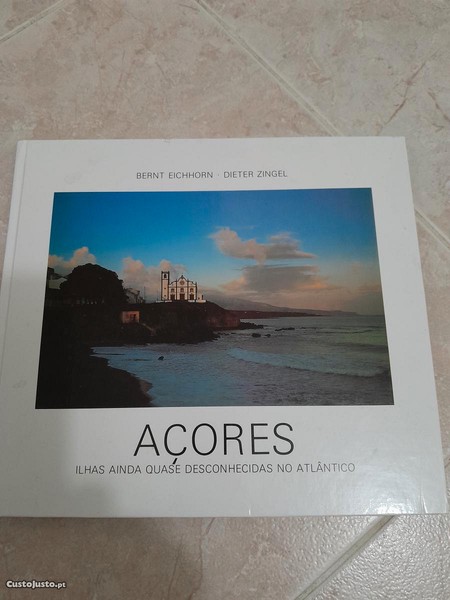 BERNT EICHHORN · DIETER ZINGEL
AÇORES
ILHAS AINDA QUASE DESCONHECIDAS NO ATLÂNTICO
CustoJusto.pt